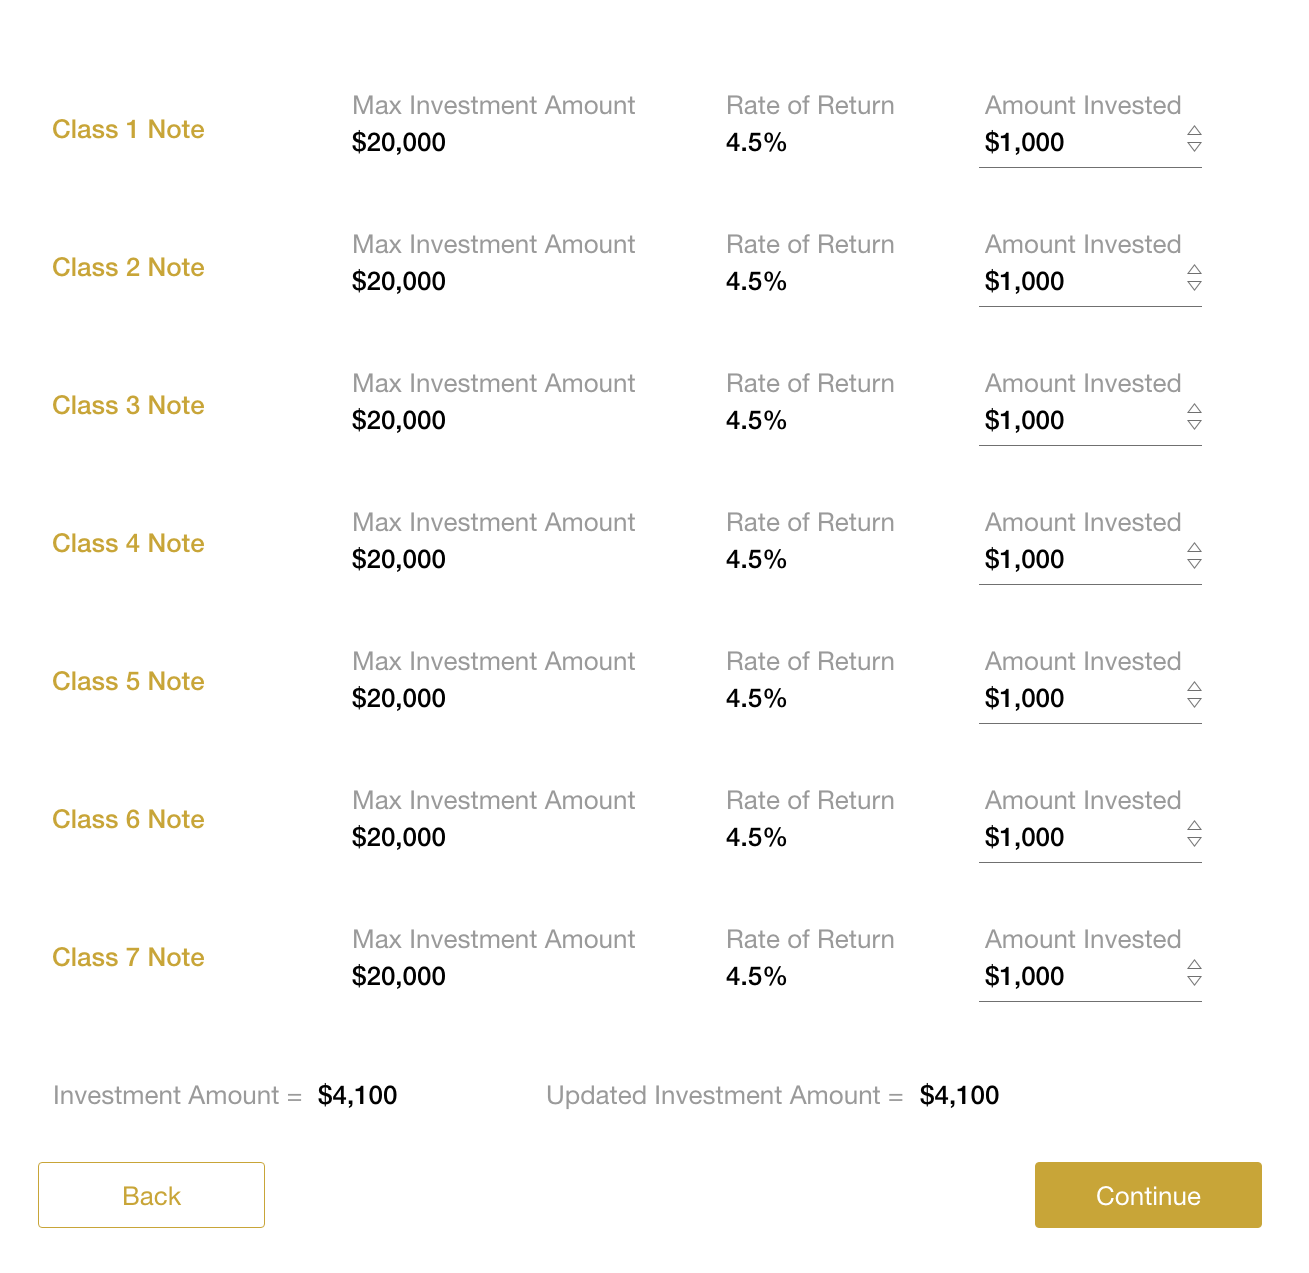 Max Investment Amount Rate of Return Amount Invested
Class 1 Note $20,000 4.5% $1,000
Max Investment Amount Rate of Return Amount Invested
Class 2 Note $20,000 4.5% $1,000
Max Investment Amount Rate of Return Amount Invested
Class 3 Note $20,000 4.5% $1,000
Max Investment Amount Rate of Return Amount Invested
Class 4 Note $20,000 4.5% $1,000
Max Investment Amount Rate of Return Amount Invested
Class 5 Note $20,000 4.5% $1,000
Max Investment Amount Rate of Return Amount Invested
Class 6 Note $20,000 4.5% $1,000
Max Investment Amount Rate of Return Amount Invested
Class 7 Note $20,000 4.5% $1,000
Investment Amount = $4,100 Updated Investment Amount = $4,100
Back Continue